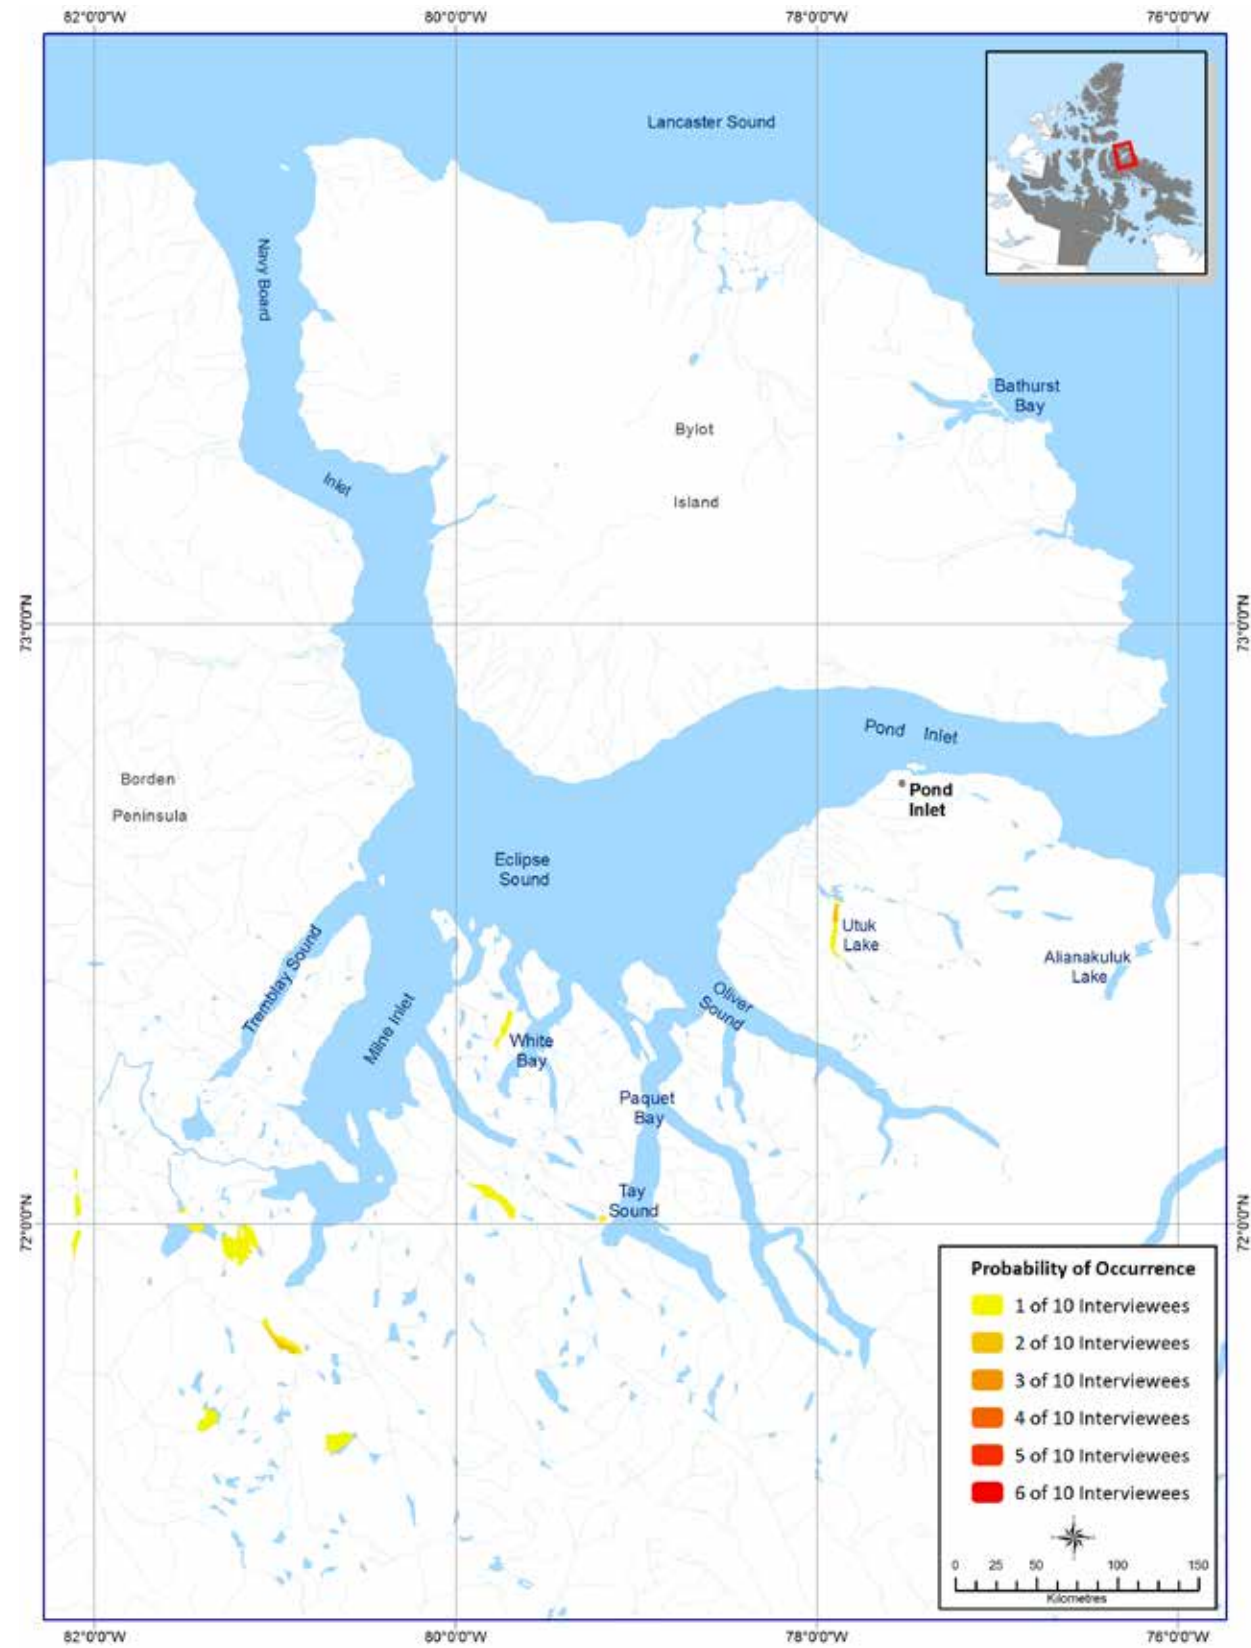 82°0'0"W
80°0'0"W
78°0'0"W
76°0'0"W
Lancaster Sound
Navy Board
Bathurst
Bay
Bylot
Inlet
Island
73°0'0"N
73°0'0"N
Pond Inlet
Borden
Peninsula
Pond
Inlet
Eclipse
Sound
Utuk
Lake
Alianakuluk
Lake
Tremblay Sound
Milne Inlet
Oliver
Sound
White
Bay
Paquet
Bay
Tay
Sound
72°0'0"N
72°0'0"N
Probability of Occurrence
1 of 10 Interviewees
2 of 10 Interviewees
3 of 10 Interviewees
4 of 10 Interviewees
5 of 10 Interviewees
6 of 10 Interviewees
0 25 50 100 150
Kilometres
82°0'0"W
80°0'0"W
78°0'0"W
76°0'0"W